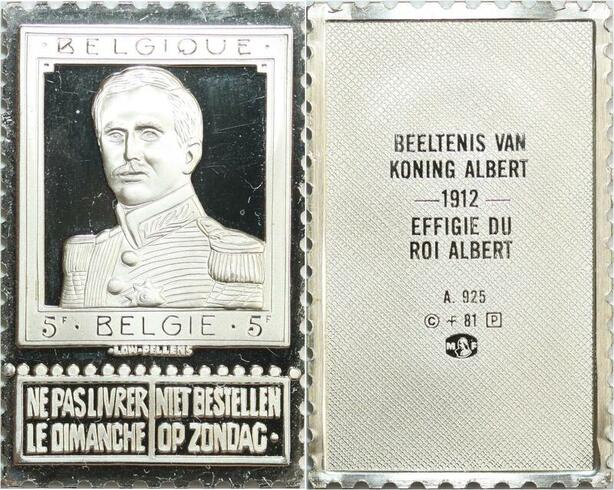 · BELGIQUE ·
5F · BELGIE · 5F
NE PAS LIVRER
LE DIMANCHE
NIET BESTELLEN
OP ZONDAG ·
BEELTENIS VAN
KONING ALBERT
— 1912 —
EFFIGIE DU
ROI ALBERT
A. 925
© F 81 P
M F